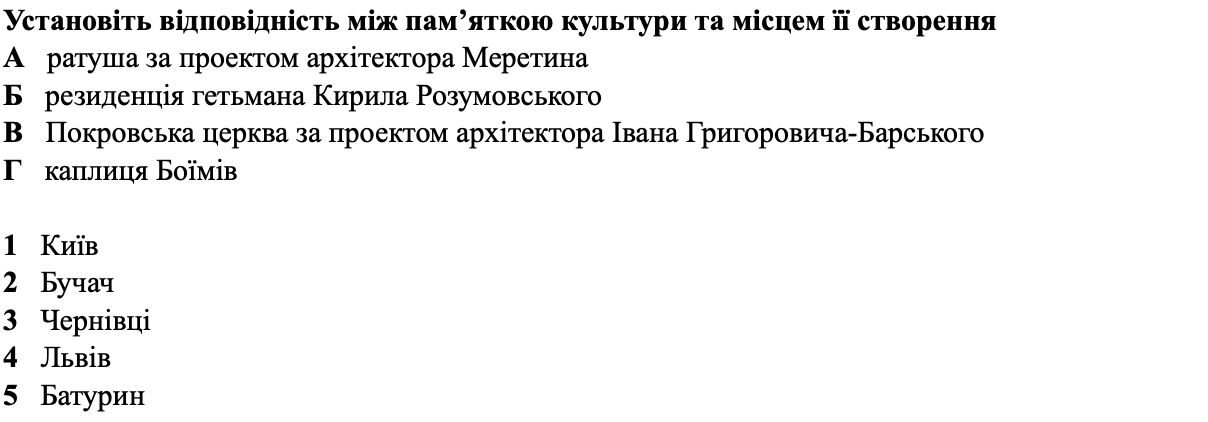 Установіть відповідність між пам’яткою культури та місцем її створення
А ратуша за проектом архітектора Меретина
Б резиденція гетьмана Кирила Розумовського
В Покровська церква за проектом архітектора Івана Григоровича-Барського
Г каплиця Боїмів
1 Київ
2 Бучач
3 Чернівці
4 Львів
5 Батурин